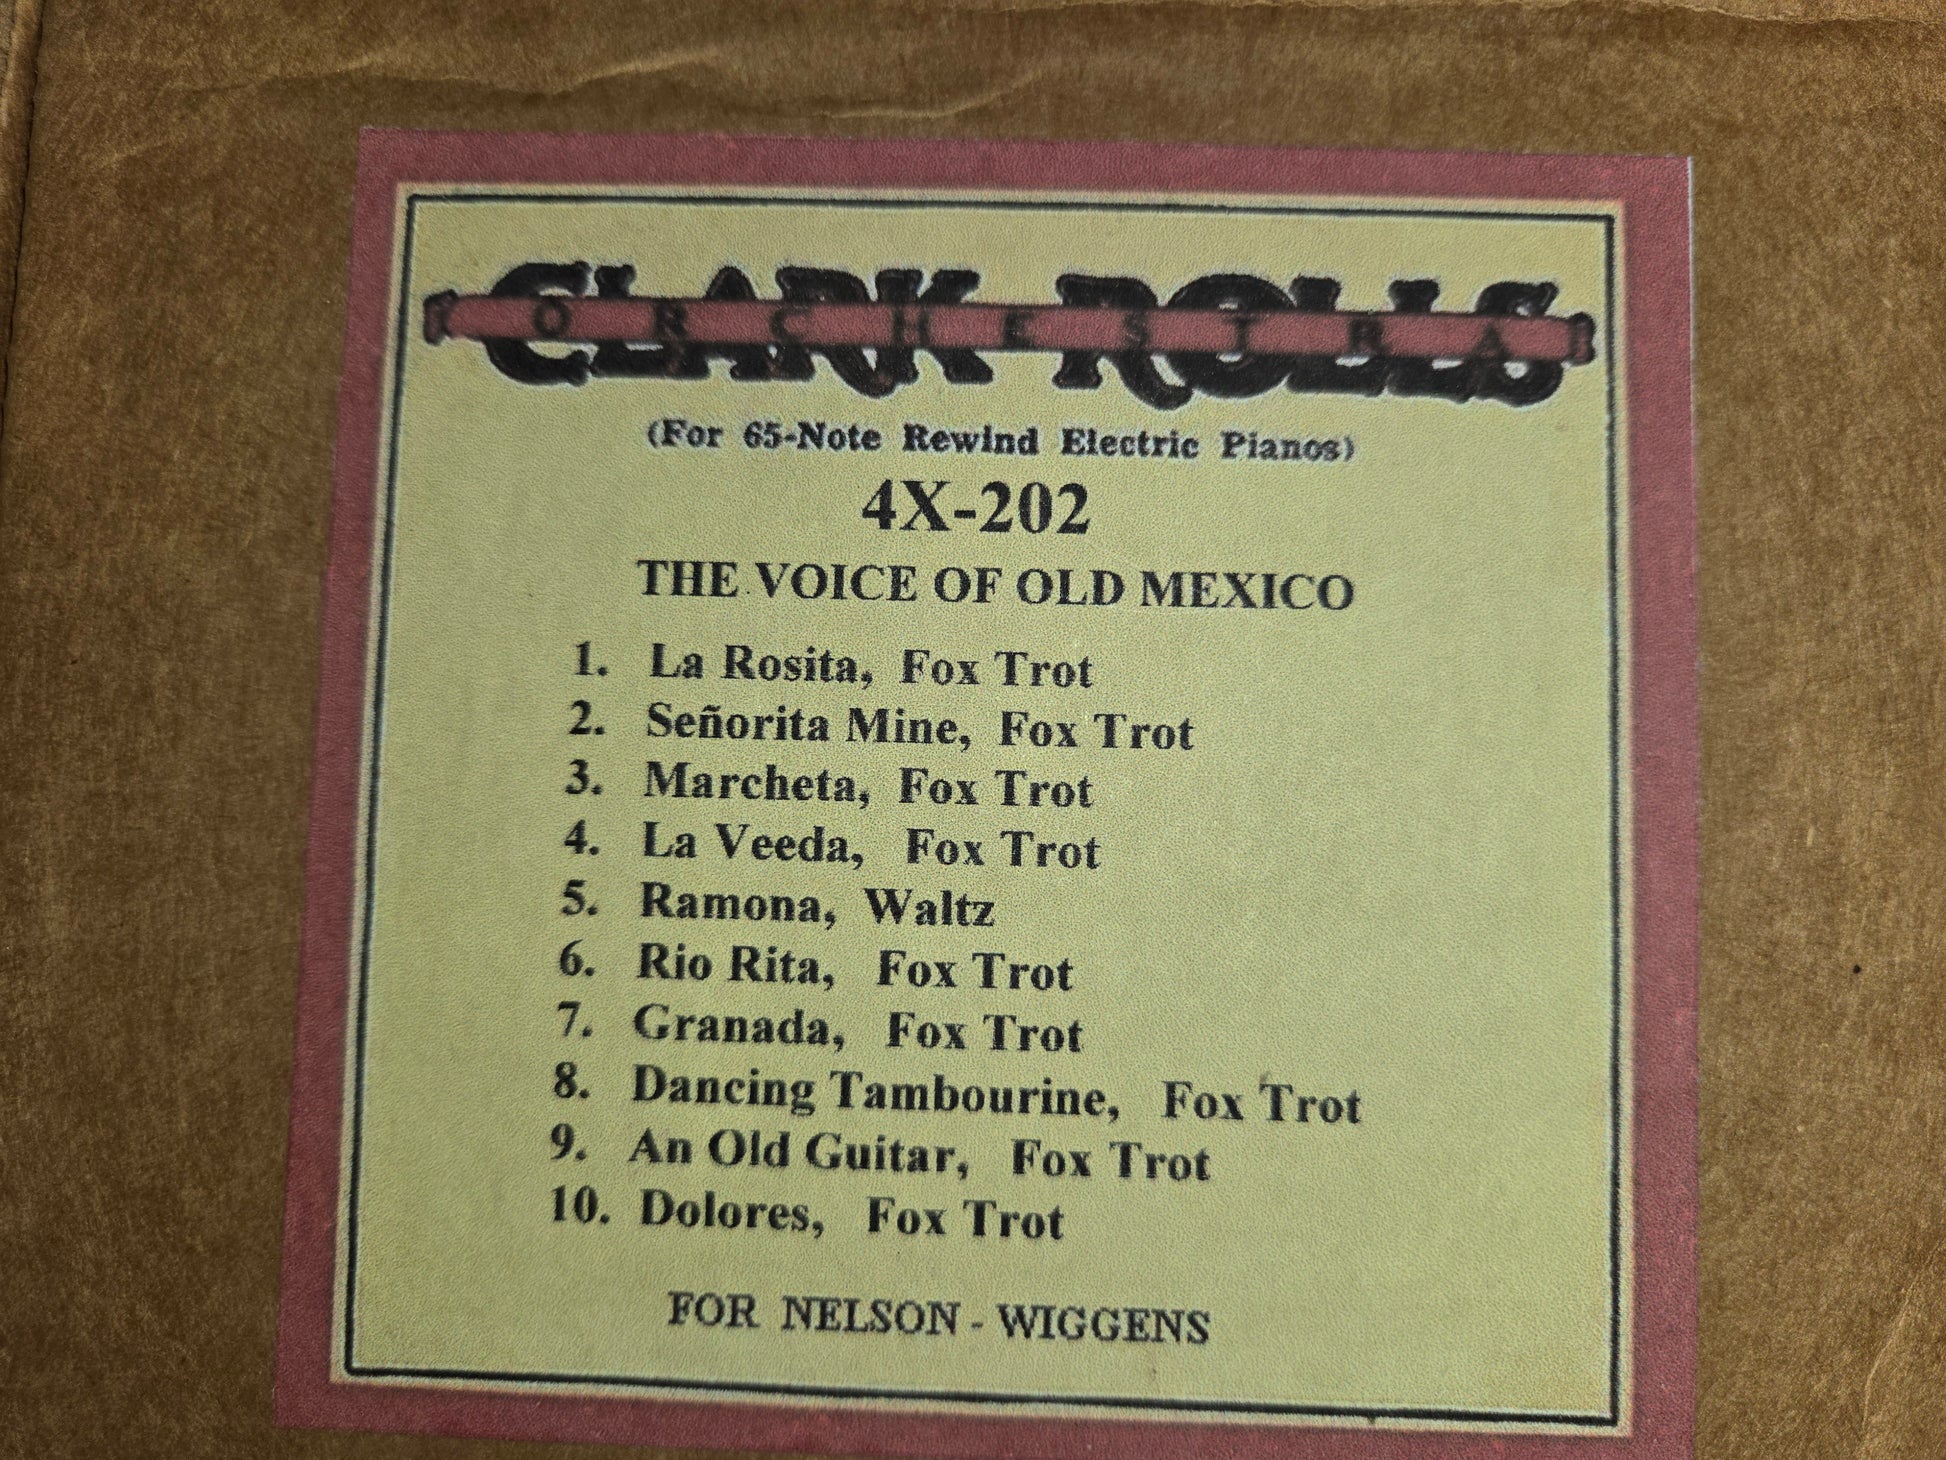 CLARK ROLLS
ORCHESTRA
(For 65-Note Rewind Electric Pianos)
4X-202
THE VOICE OF OLD MEXICO
1. La Rosita, Fox Trot
2. Señorita Mine, Fox Trot
3. Marcheta, Fox Trot
4. La Veeda, Fox Trot
5. Ramona, Waltz
6. Rio Rita, Fox Trot
7. Granada, Fox Trot
8. Dancing Tambourine, Fox Trot
9. An Old Guitar, Fox Trot
10. Dolores, Fox Trot
FOR NELSON - WIGGENS